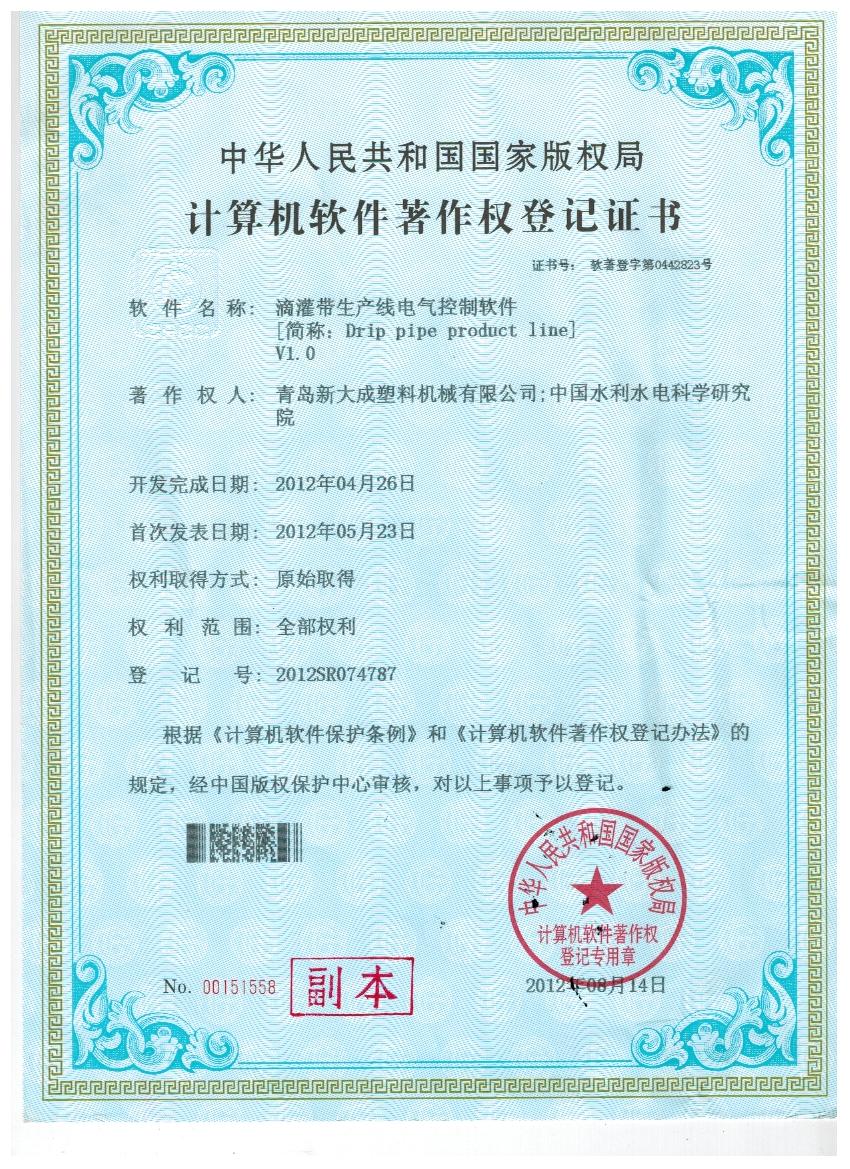 中华人民共和国国家版权局
计算机软件著作权登记证书
证书号： 软著登字第0442823号
软件名称： 滴灌带生产线电气控制软件
[简称：Drip pipe product line]
V1.0
著作权人： 青岛新大成塑料机械有限公司;中国水利水电科学研究
院
开发完成日期： 2012年04月26日
首次发表日期： 2012年05月23日
权利取得方式： 原始取得
权利范围： 全部权利
登记号： 2012SR074787
根据《计算机软件保护条例》和《计算机软件著作权登记办法》的
规定，经中国版权保护中心审核，对以上事项予以登记。
中华人民共和国国家版权局
计算机软件著作权
登记专用章
No. 00151558
副本
2012年08月14日